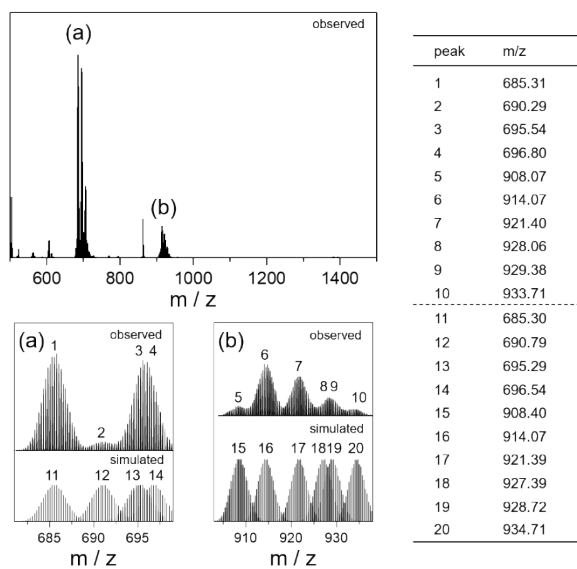 (a)
observed
(b)
600 800 1000 1200 1400
m / z
(a)
observed
1
3 4
2
simulated
11 12 13 14
685 690 695
m / z
(b)
observed
6
7
5
8 9
10
simulated
15 16 17 18 19 20
910 920 930
m / z
peak m/z
1 685.31
2 690.29
3 695.54
4 696.80
5 908.07
6 914.07
7 921.40
8 928.06
9 929.38
10 933.71
11 685.30
12 690.79
13 695.29
14 696.54
15 908.40
16 914.07
17 921.39
18 927.39
19 928.72
20 934.71